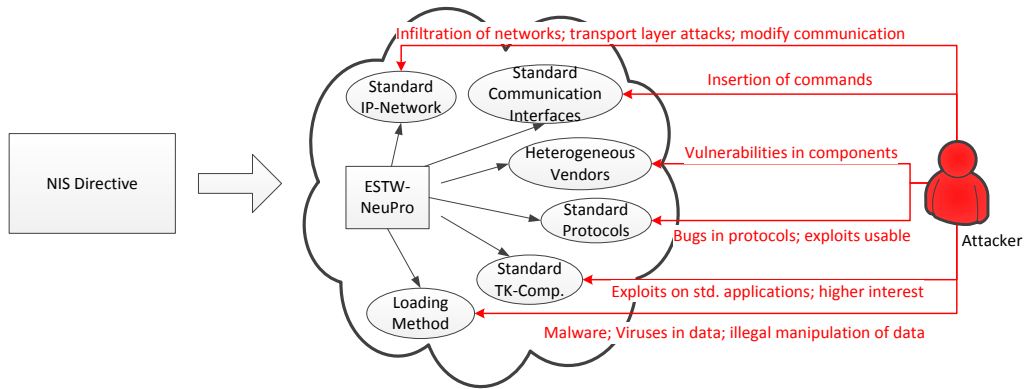 Infiltration of networks; transport layer attacks; modify communication
Standard
IP-Network
Standard
Communication
Interfaces
Insertion of commands
Heterogeneous
Vendors
Vulnerabilities in components
NIS Directive
ESTW-
NeuPro
Standard
Protocols
Bugs in protocols; exploits usable
Attacker
Standard
TK-Comp.
Exploits on std. applications; higher interest
Loading
Method
Malware; Viruses in data; illegal manipulation of data